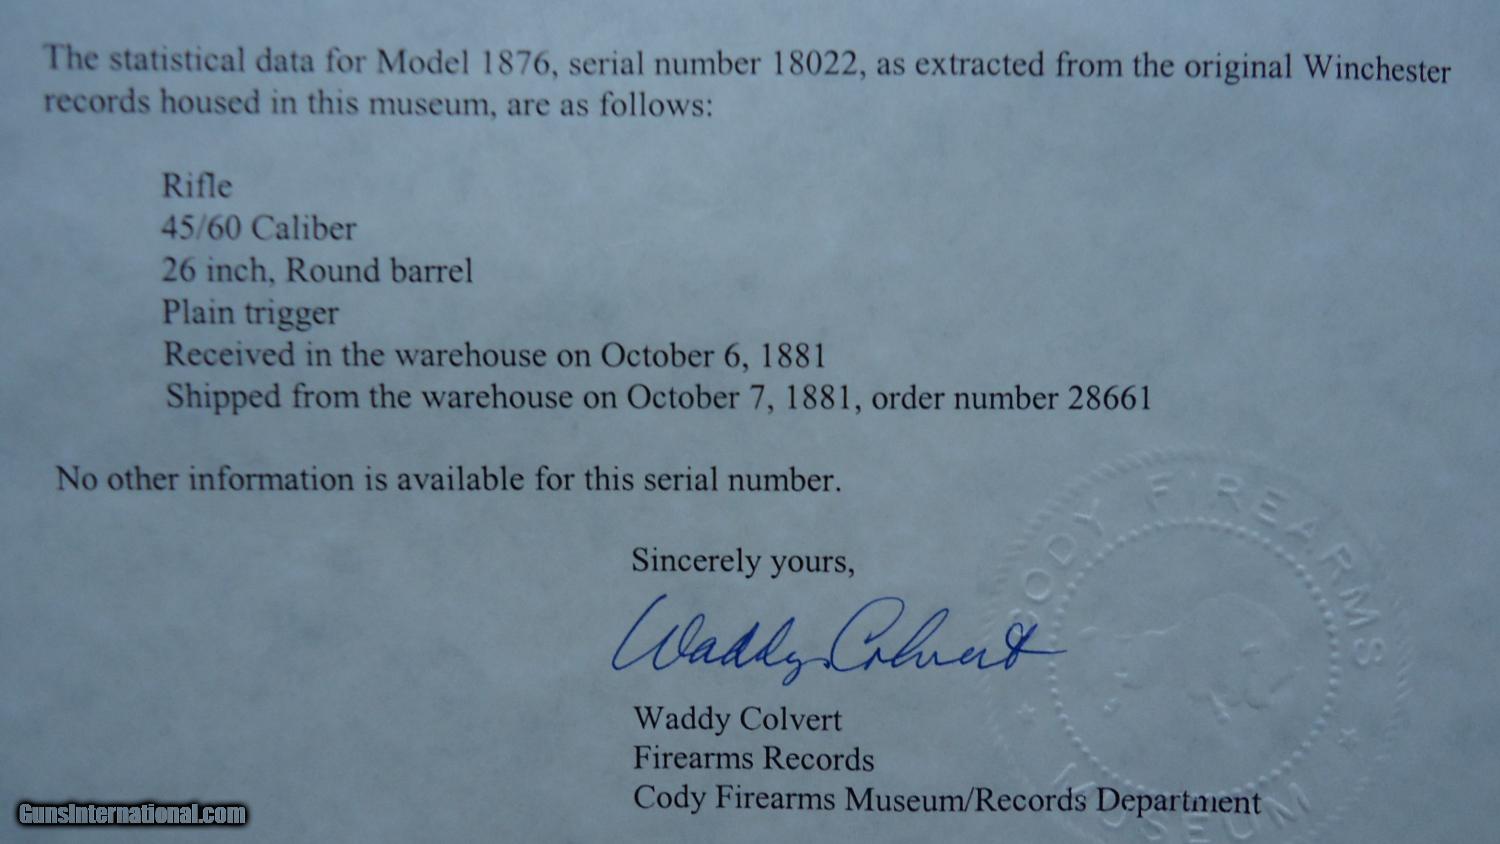 The statistical data for Model 1876, serial number 18022, as extracted from the original Winchester
records housed in this museum, are as follows:
Rifle
45/60 Caliber
26 inch, Round barrel
Plain trigger
Received in the warehouse on October 6, 1881
Shipped from the warehouse on October 7, 1881, order number 28661
No other information is available for this serial number.
Sincerely yours,
Waddy Colvert
Waddy Colvert
Firearms Records
Cody Firearms Museum/Records Department
CODY FIREARMS
MUSEUM
GunsInternational.com